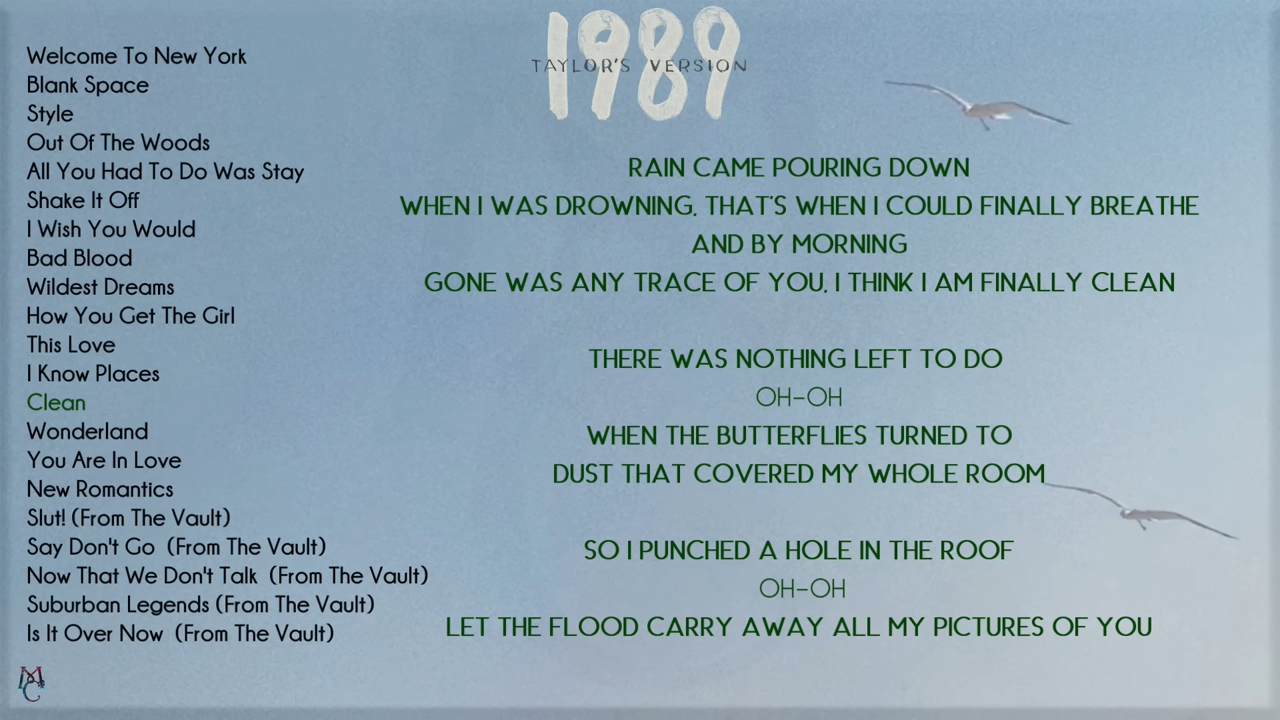 1989
TAYLOR'S VERSION
Welcome To New York
Blank Space
Style
Out Of The Woods
All You Had To Do Was Stay
Shake It Off
I Wish You Would
Bad Blood
Wildest Dreams
How You Get The Girl
This Love
I Know Places
Clean
Wonderland
You Are In Love
New Romantics
Slut! (From The Vault)
Say Don't Go (From The Vault)
Now That We Don't Talk (From The Vault)
Suburban Legends (From The Vault)
Is It Over Now (From The Vault)
RAIN CAME POURING DOWN
WHEN I WAS DROWNING, THAT'S WHEN I COULD FINALLY BREATHE
AND BY MORNING
GONE WAS ANY TRACE OF YOU, I THINK I AM FINALLY CLEAN
THERE WAS NOTHING LEFT TO DO
OH-OH
WHEN THE BUTTERFLIES TURNED TO
DUST THAT COVERED MY WHOLE ROOM
SO I PUNCHED A HOLE IN THE ROOF
OH-OH
LET THE FLOOD CARRY AWAY ALL MY PICTURES OF YOU